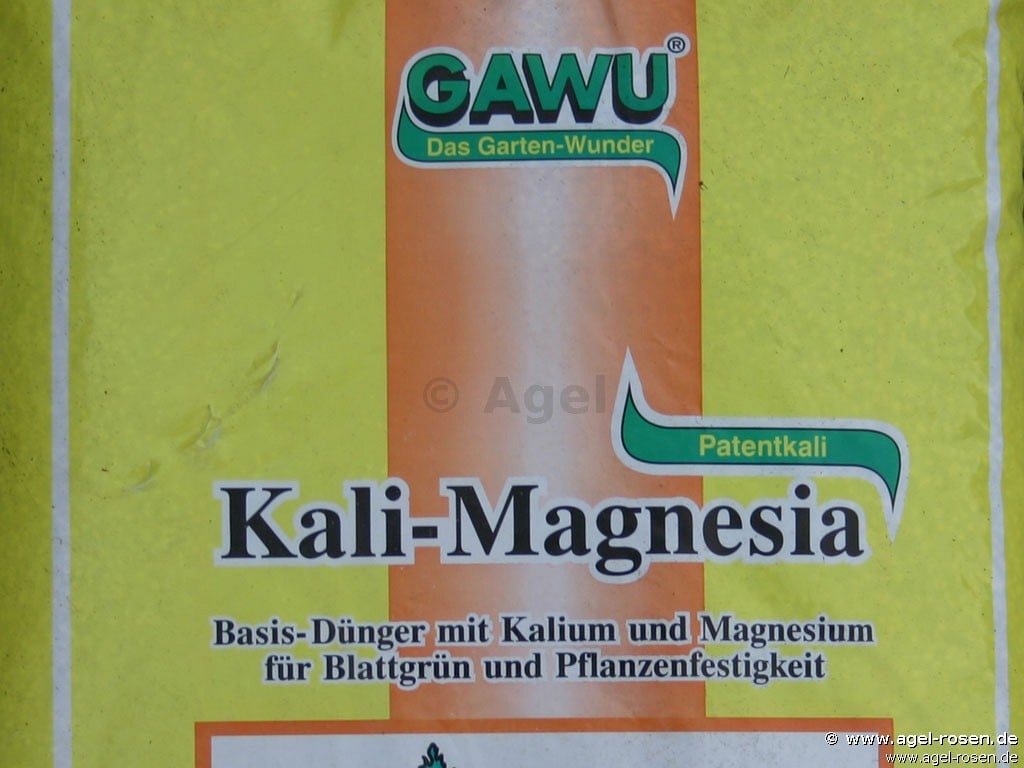 GAWU®
Das Garten-Wunder
© Agel
Patentkali
Kali-Magnesia
Basis-Dünger mit Kalium und Magnesium
für Blattgrün und Pflanzenfestigkeit
© www.agel-rosen.de
www.agel-rosen.de